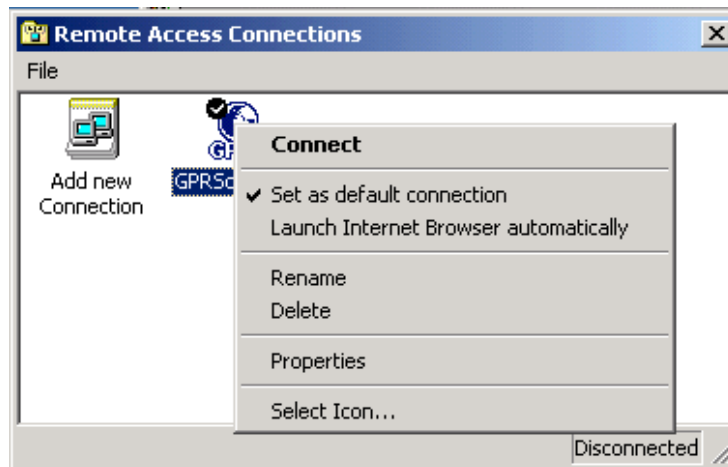 Remote Access Connections
File
Add new
Connection
Connect
Set as default connection
Launch Internet Browser automatically
Rename
Delete
Properties
Select Icon...
Disconnected